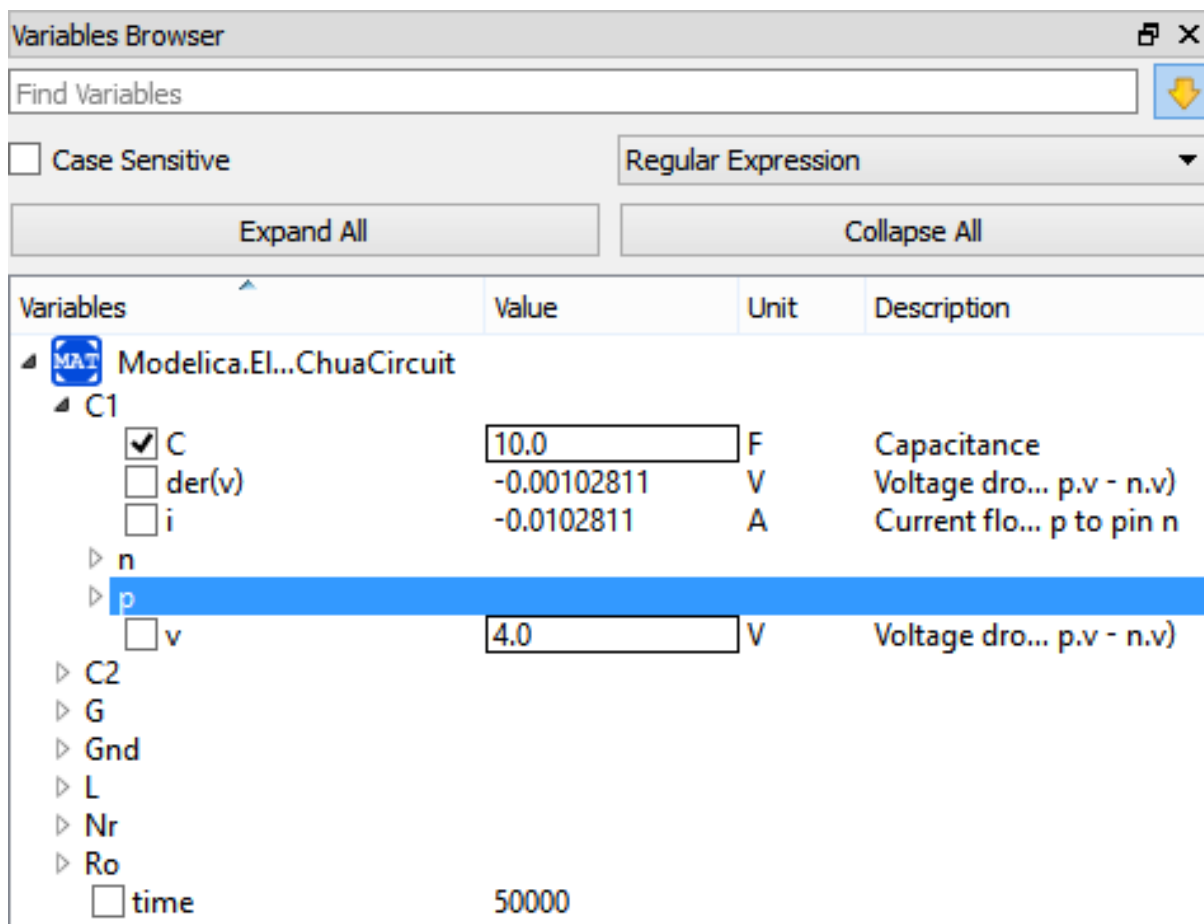 Variables Browser
Find Variables
Case Sensitive Regular Expression
Expand All Collapse All
Variables Value Unit Description
MAT Modelica.El...ChuaCircuit
C1
C 10.0 F Capacitance
der(v) -0.00102811 V Voltage dro... p.v - n.v)
i -0.0102811 A Current flo... p to pin n
n
p
v 4.0 V Voltage dro... p.v - n.v)
C2
G
Gnd
L
Nr
Ro
time 50000